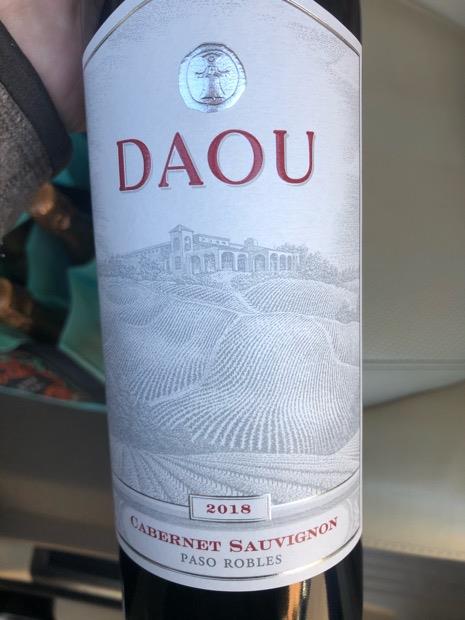 DAOU
2018
CABERNET SAUVIGNON
PASO ROBLES